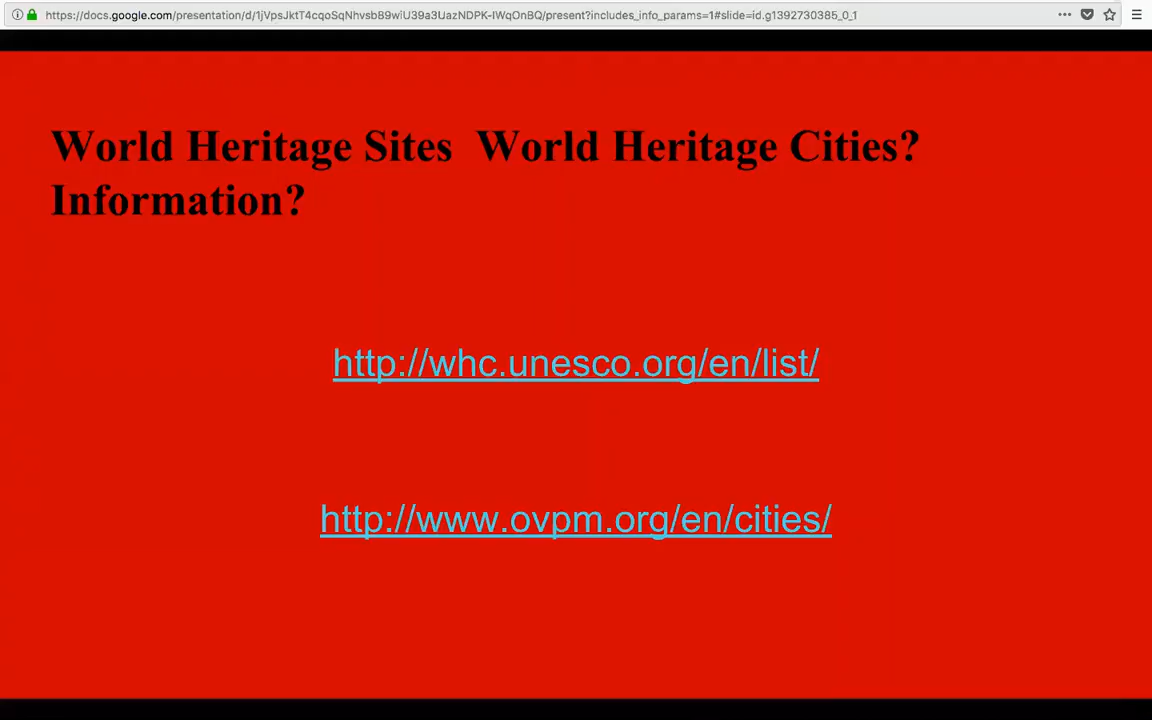 https://docs.google.com/presentation/d/1jVpsJktT4cqoSqNhvsbB9wiU39a3UazNDPK-IWqOnBQ/present?includes_info_params=1#slide=id.g1392730385_0_1
World Heritage Sites  World Heritage Cities?
Information?
http://whc.unesco.org/en/list/
http://www.ovpm.org/en/cities/